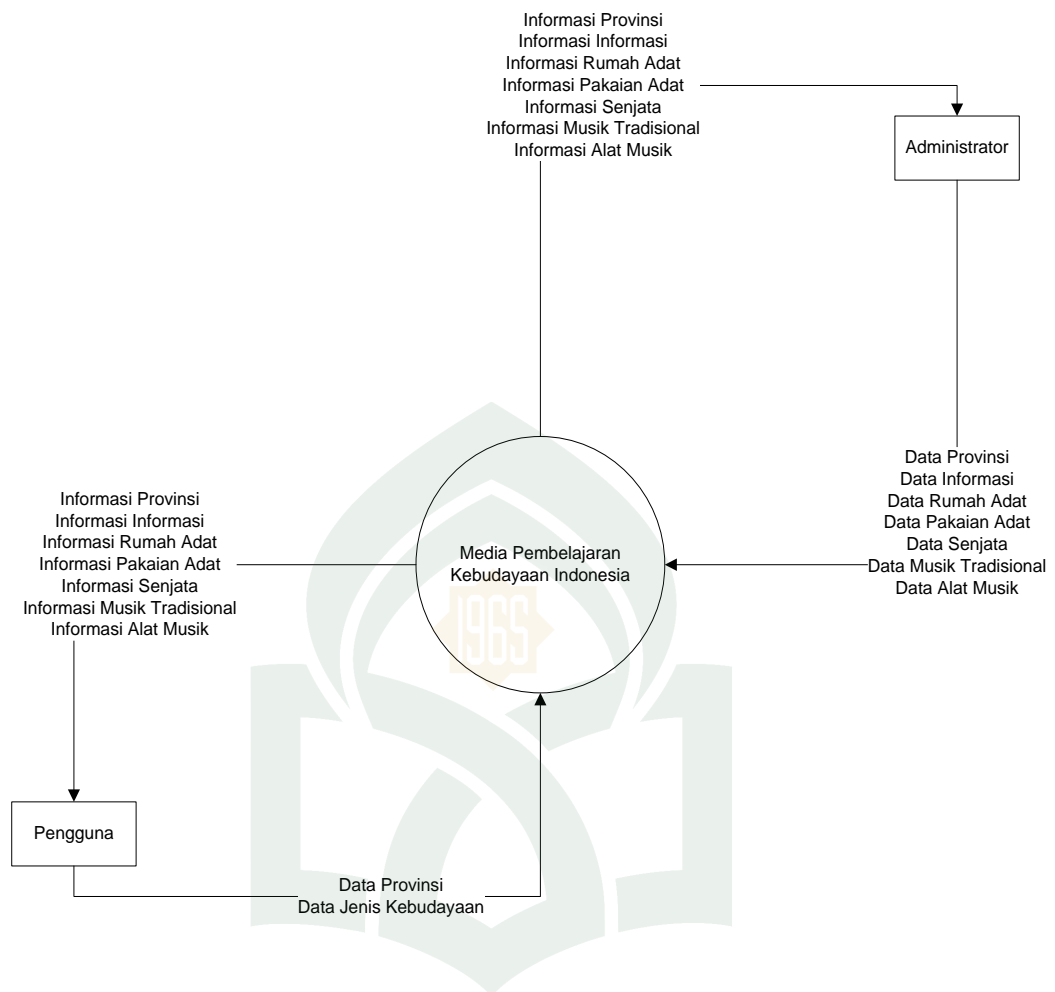 Informasi Provinsi
Informasi Informasi
Informasi Rumah Adat
Informasi Pakaian Adat
Informasi Senjata
Informasi Musik Tradisional
Informasi Alat Musik
Administrator
Data Provinsi
Data Informasi
Data Rumah Adat
Data Pakaian Adat
Data Senjata
Data Musik Tradisional
Data Alat Musik
Informasi Provinsi
Informasi Informasi
Informasi Rumah Adat
Informasi Pakaian Adat
Informasi Senjata
Informasi Musik Tradisional
Informasi Alat Musik
Media Pembelajaran
Kebudayaan Indonesia
1965
Pengguna
Data Provinsi
Data Jenis Kebudayaan